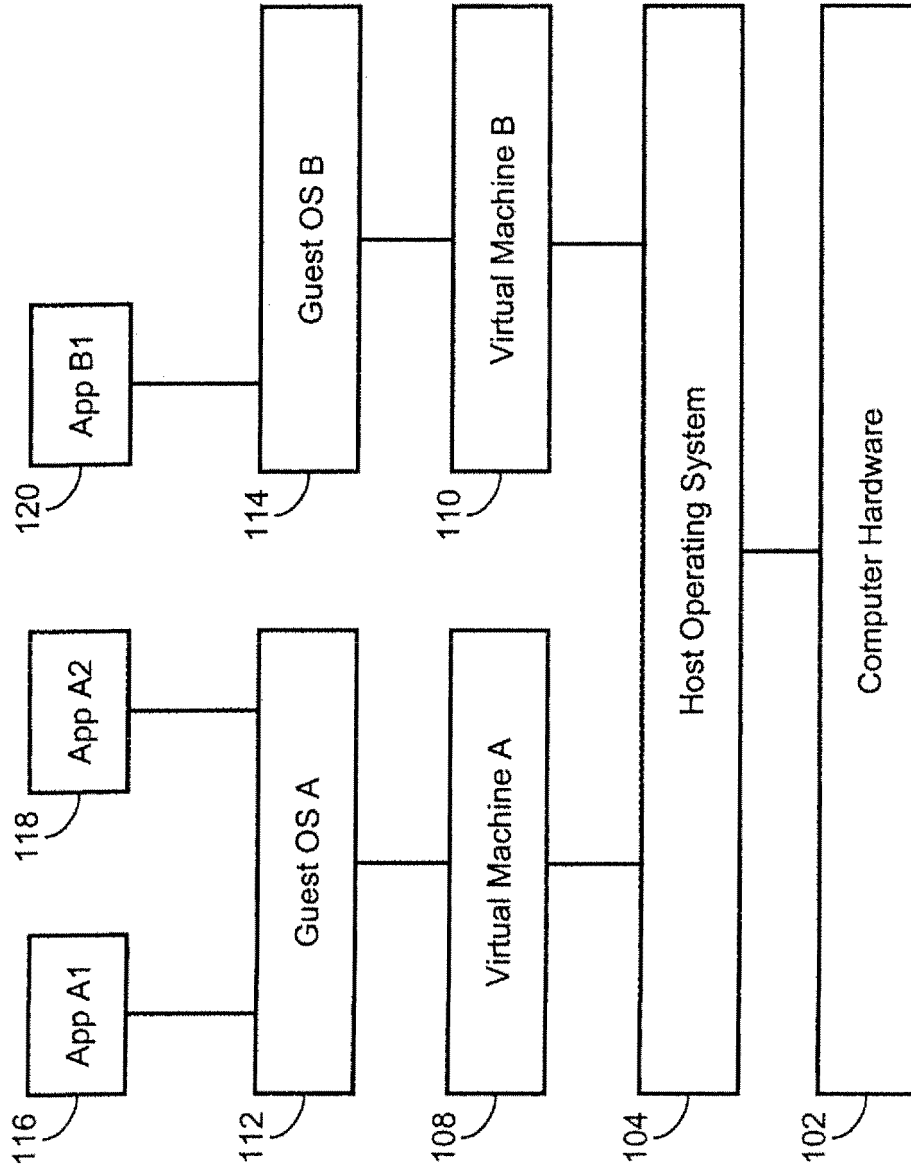 116
App A1
118
App A2
120
App B1
112
Guest OS A
114
Guest OS B
108
Virtual Machine A
110
Virtual Machine B
104
Host Operating System
102
Computer Hardware